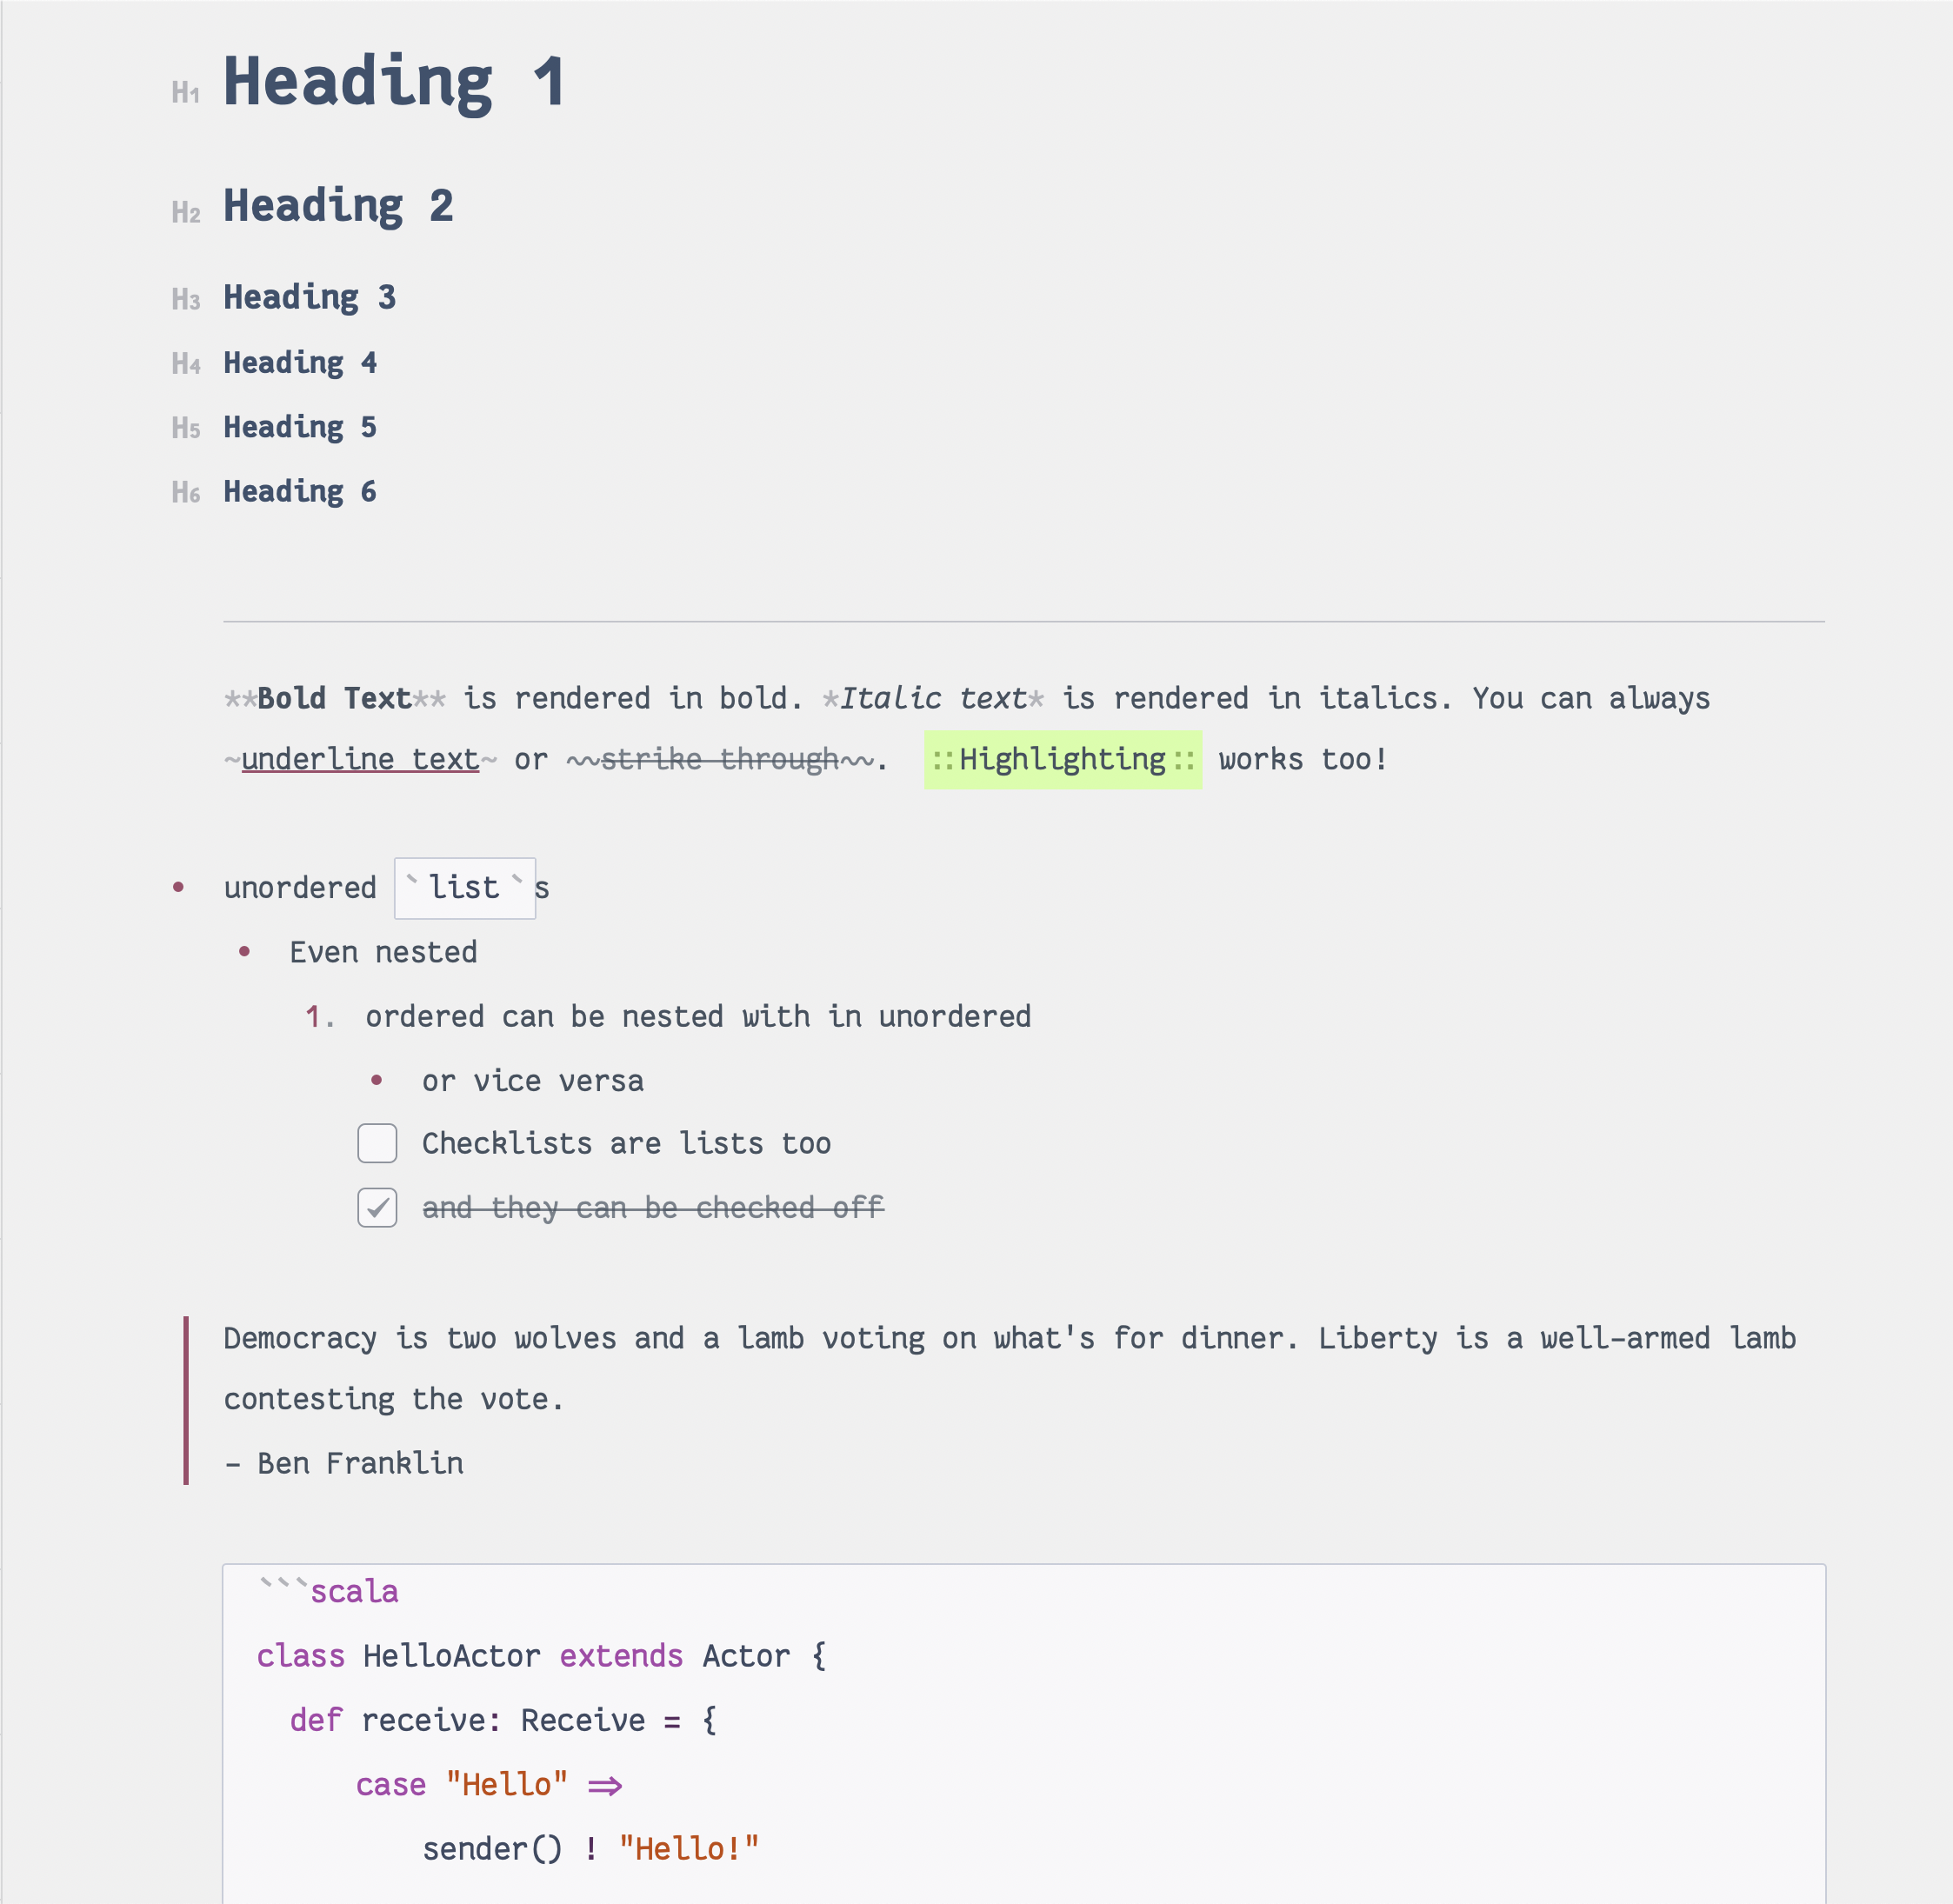 H1 Heading 1
H2 Heading 2
H3 Heading 3
H4 Heading 4
H5 Heading 5
H6 Heading 6
**Bold Text** is rendered in bold. *Italic text* is rendered in italics. You can always
~underline text~ or ~~strike through~~. ::Highlighting:: works too!
• unordered `list`s
• Even nested
1. ordered can be nested with in unordered
• or vice versa
Checklists are lists too
and they can be checked off
Democracy is two wolves and a lamb voting on what's for dinner. Liberty is a well-armed lamb
contesting the vote.
- Ben Franklin
```scala
class HelloActor extends Actor {
def receive: Receive = {
case "Hello" ⇒
sender() ! "Hello!"